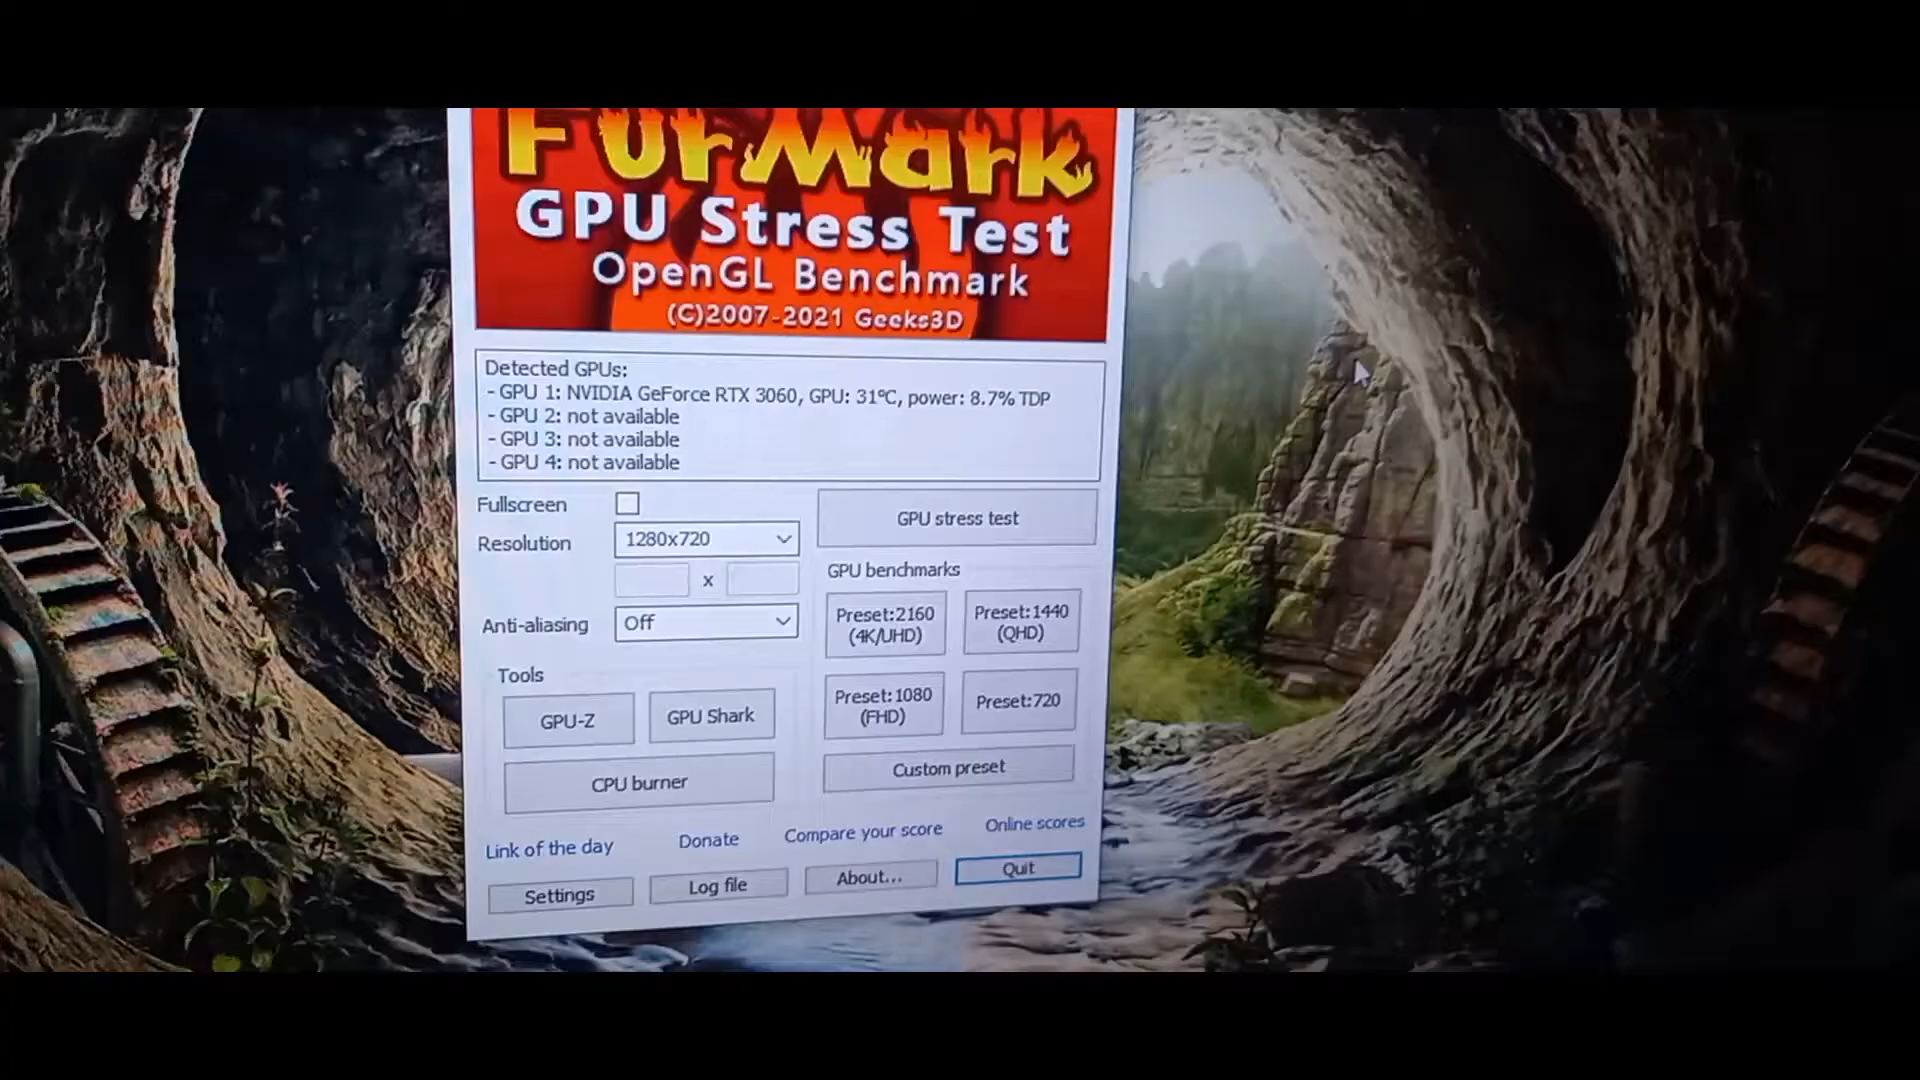 FurMark
GPU Stress Test
OpenGL Benchmark
(C)2007-2021 Geeks3D
Detected GPUs:
- GPU 1: NVIDIA GeForce RTX 3060, GPU: 31°C, power: 8.7% TDP
- GPU 2: not available
- GPU 3: not available
- GPU 4: not available
Fullscreen
Resolution
1280x720
x
Anti-aliasing
Off
GPU stress test
GPU benchmarks
Preset:2160
(4K/UHD)
Preset:1440
(QHD)
Preset:1080
(FHD)
Preset:720
Custom preset
Tools
GPU-Z
GPU Shark
CPU burner
Link of the day
Donate
Compare your score
Online scores
Settings
Log file
About...
Quit